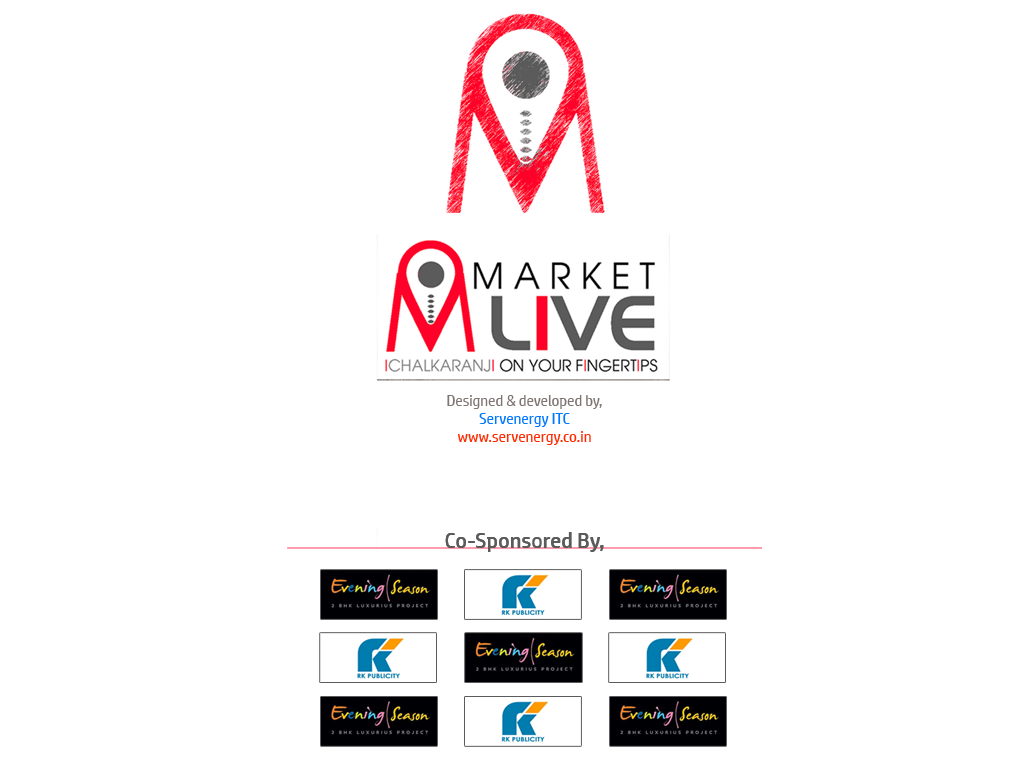 MARKET
LIVE
ICHALKARANJI ON YOUR FINGERTIPS
Designed & developed by,
Servenergy ITC
www.servenergy.co.in
Co-Sponsored By,
Evening Season
2 BHK LUXURIUS PROJECT
RK PUBLICITY
Evening Season
2 BHK LUXURIUS PROJECT
RK PUBLICITY
Evening Season
2 BHK LUXURIUS PROJECT
RK PUBLICITY
Evening Season
2 BHK LUXURIUS PROJECT
RK PUBLICITY
Evening Season
2 BHK LUXURIUS PROJECT